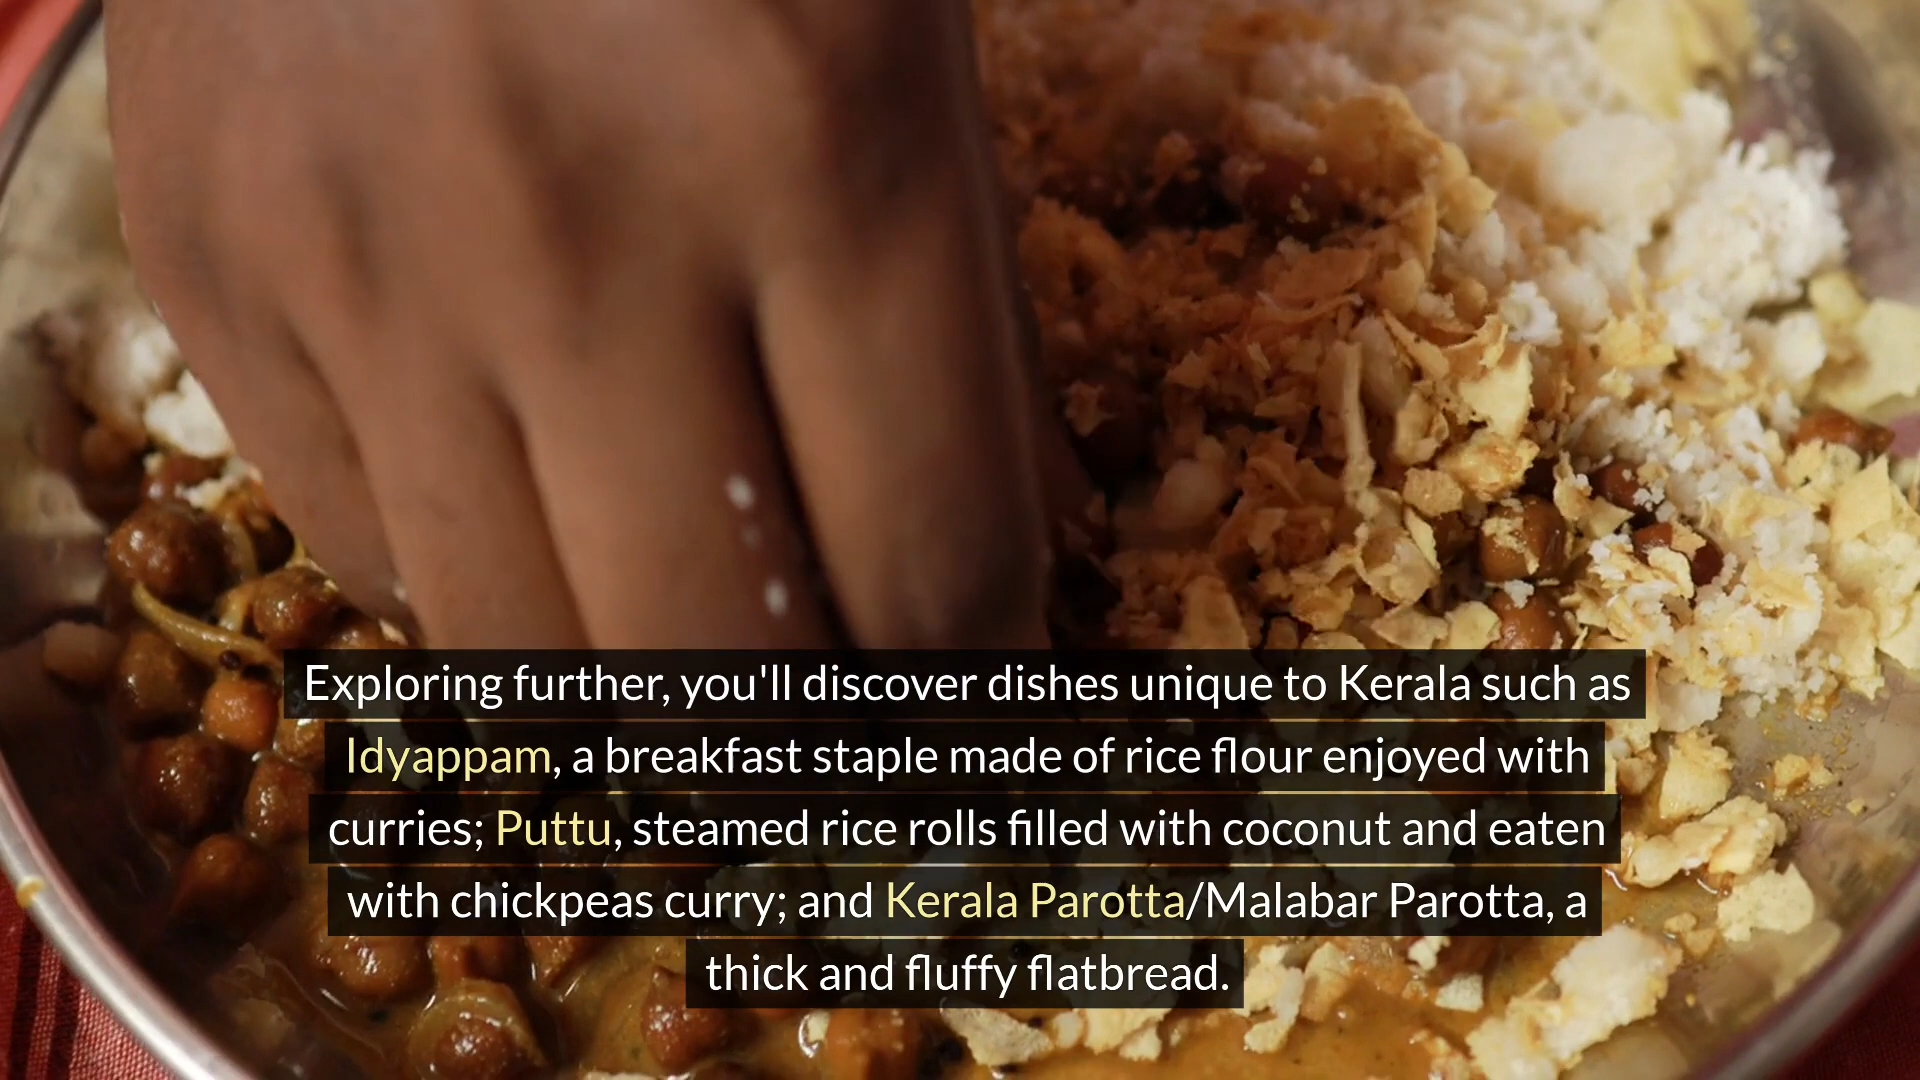 Exploring further, you'll discover dishes unique to Kerala such as
Idyappam, a breakfast staple made of rice flour enjoyed with
curries; Puttu, steamed rice rolls filled with coconut and eaten
with chickpeas curry; and Kerala Parotta/Malabar Parotta, a
thick and fluffy flatbread.